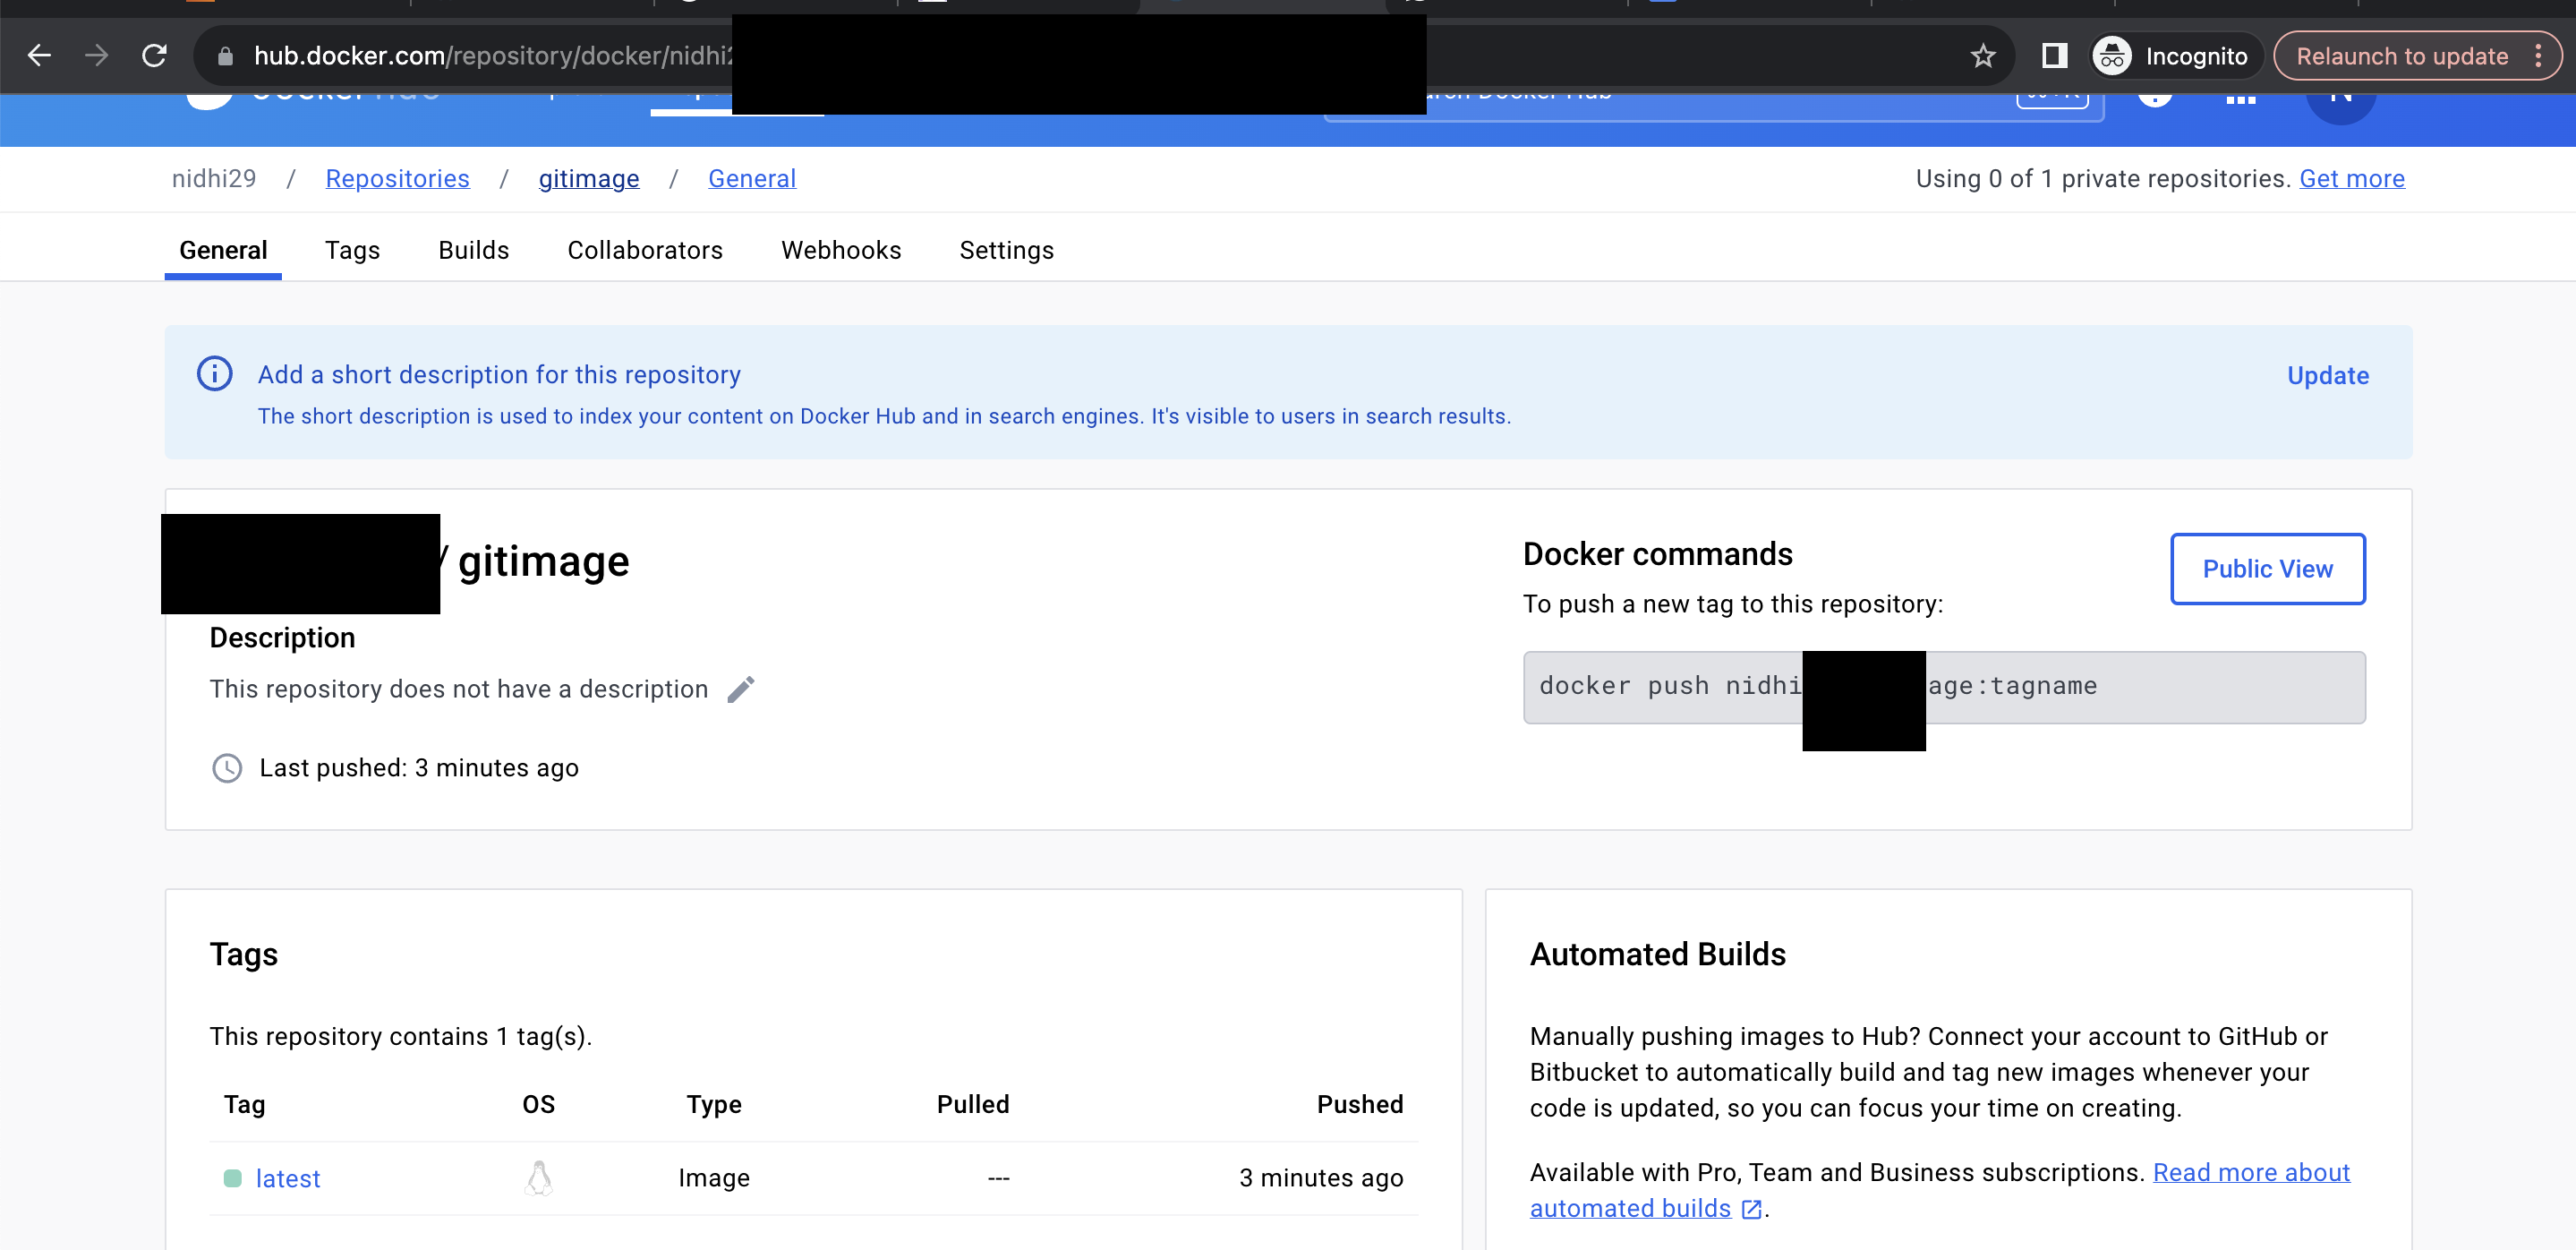 hub.docker.com/repository/docker/nidhi
Incognito
Relaunch to update
nidhi29 / Repositories / gitimage / General
Using 0 of 1 private repositories. Get more
General Tags Builds Collaborators Webhooks Settings
Add a short description for this repository
Update
The short description is used to index your content on Docker Hub and in search engines. It's visible to users in search results.
/ gitimage
Description
This repository does not have a description
Last pushed: 3 minutes ago
Docker commands
Public View
To push a new tag to this repository:
docker push nidhi age:tagname
Tags
This repository contains 1 tag(s).
Tag OS Type Pulled Pushed
latest Image --- 3 minutes ago
Automated Builds
Manually pushing images to Hub? Connect your account to GitHub or
Bitbucket to automatically build and tag new images whenever your
code is updated, so you can focus your time on creating.
Available with Pro, Team and Business subscriptions. Read more about
automated builds .